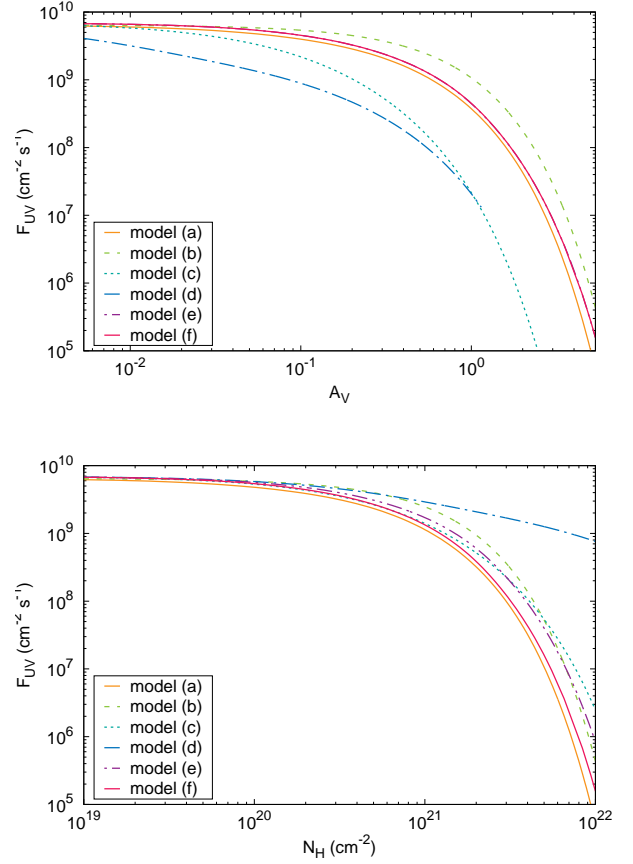 10^10
10^9
10^8
10^7
10^6
10^5
F_UV (cm^-2 s^-1)
model (a)
model (b)
model (c)
model (d)
model (e)
model (f)
10^-2 10^-1 10^0
A_V
10^10
10^9
10^8
10^7
10^6
10^5
F_UV (cm^-2 s^-1)
model (a)
model (b)
model (c)
model (d)
model (e)
model (f)
10^19 10^20 10^21 10^22
N_H (cm^-2)